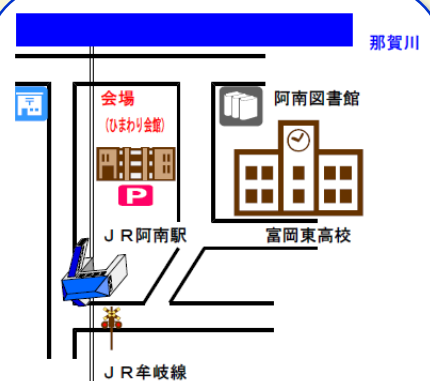 那賀川
会場
(ひまわり会館)
阿南図書館
〒
P
ＪＲ阿南駅
富岡東高校
ＪＲ牟岐線